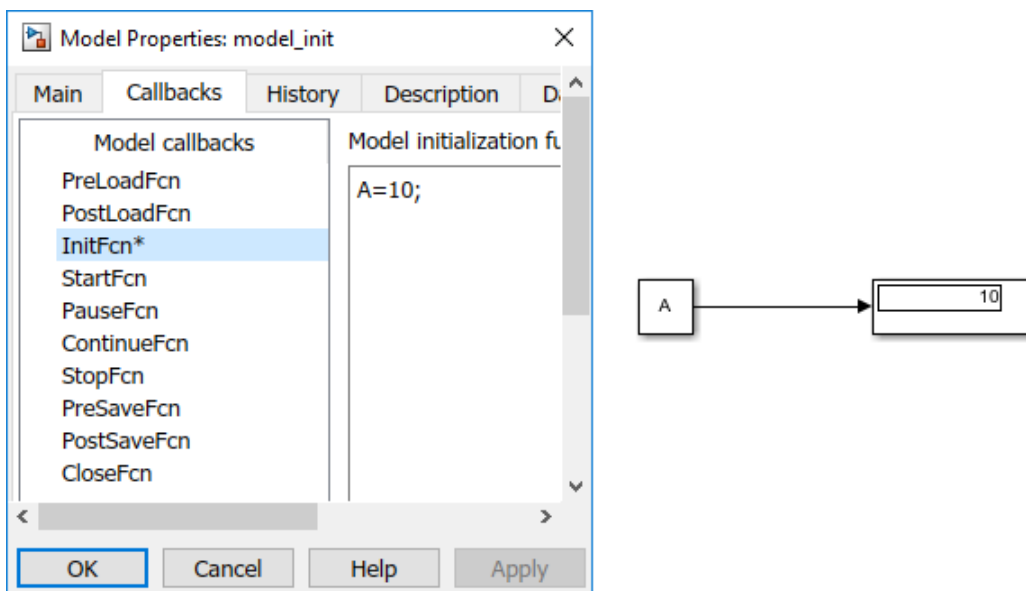 Model Properties: model_init
Main Callbacks History Description
Model callbacks
Model initialization
PreLoadFcn
PostLoadFcn
InitFcn*
StartFcn
PauseFcn
ContinueFcn
StopFcn
PreSaveFcn
PostSaveFcn
CloseFcn
A=10;
OK Cancel Help Apply
A
10